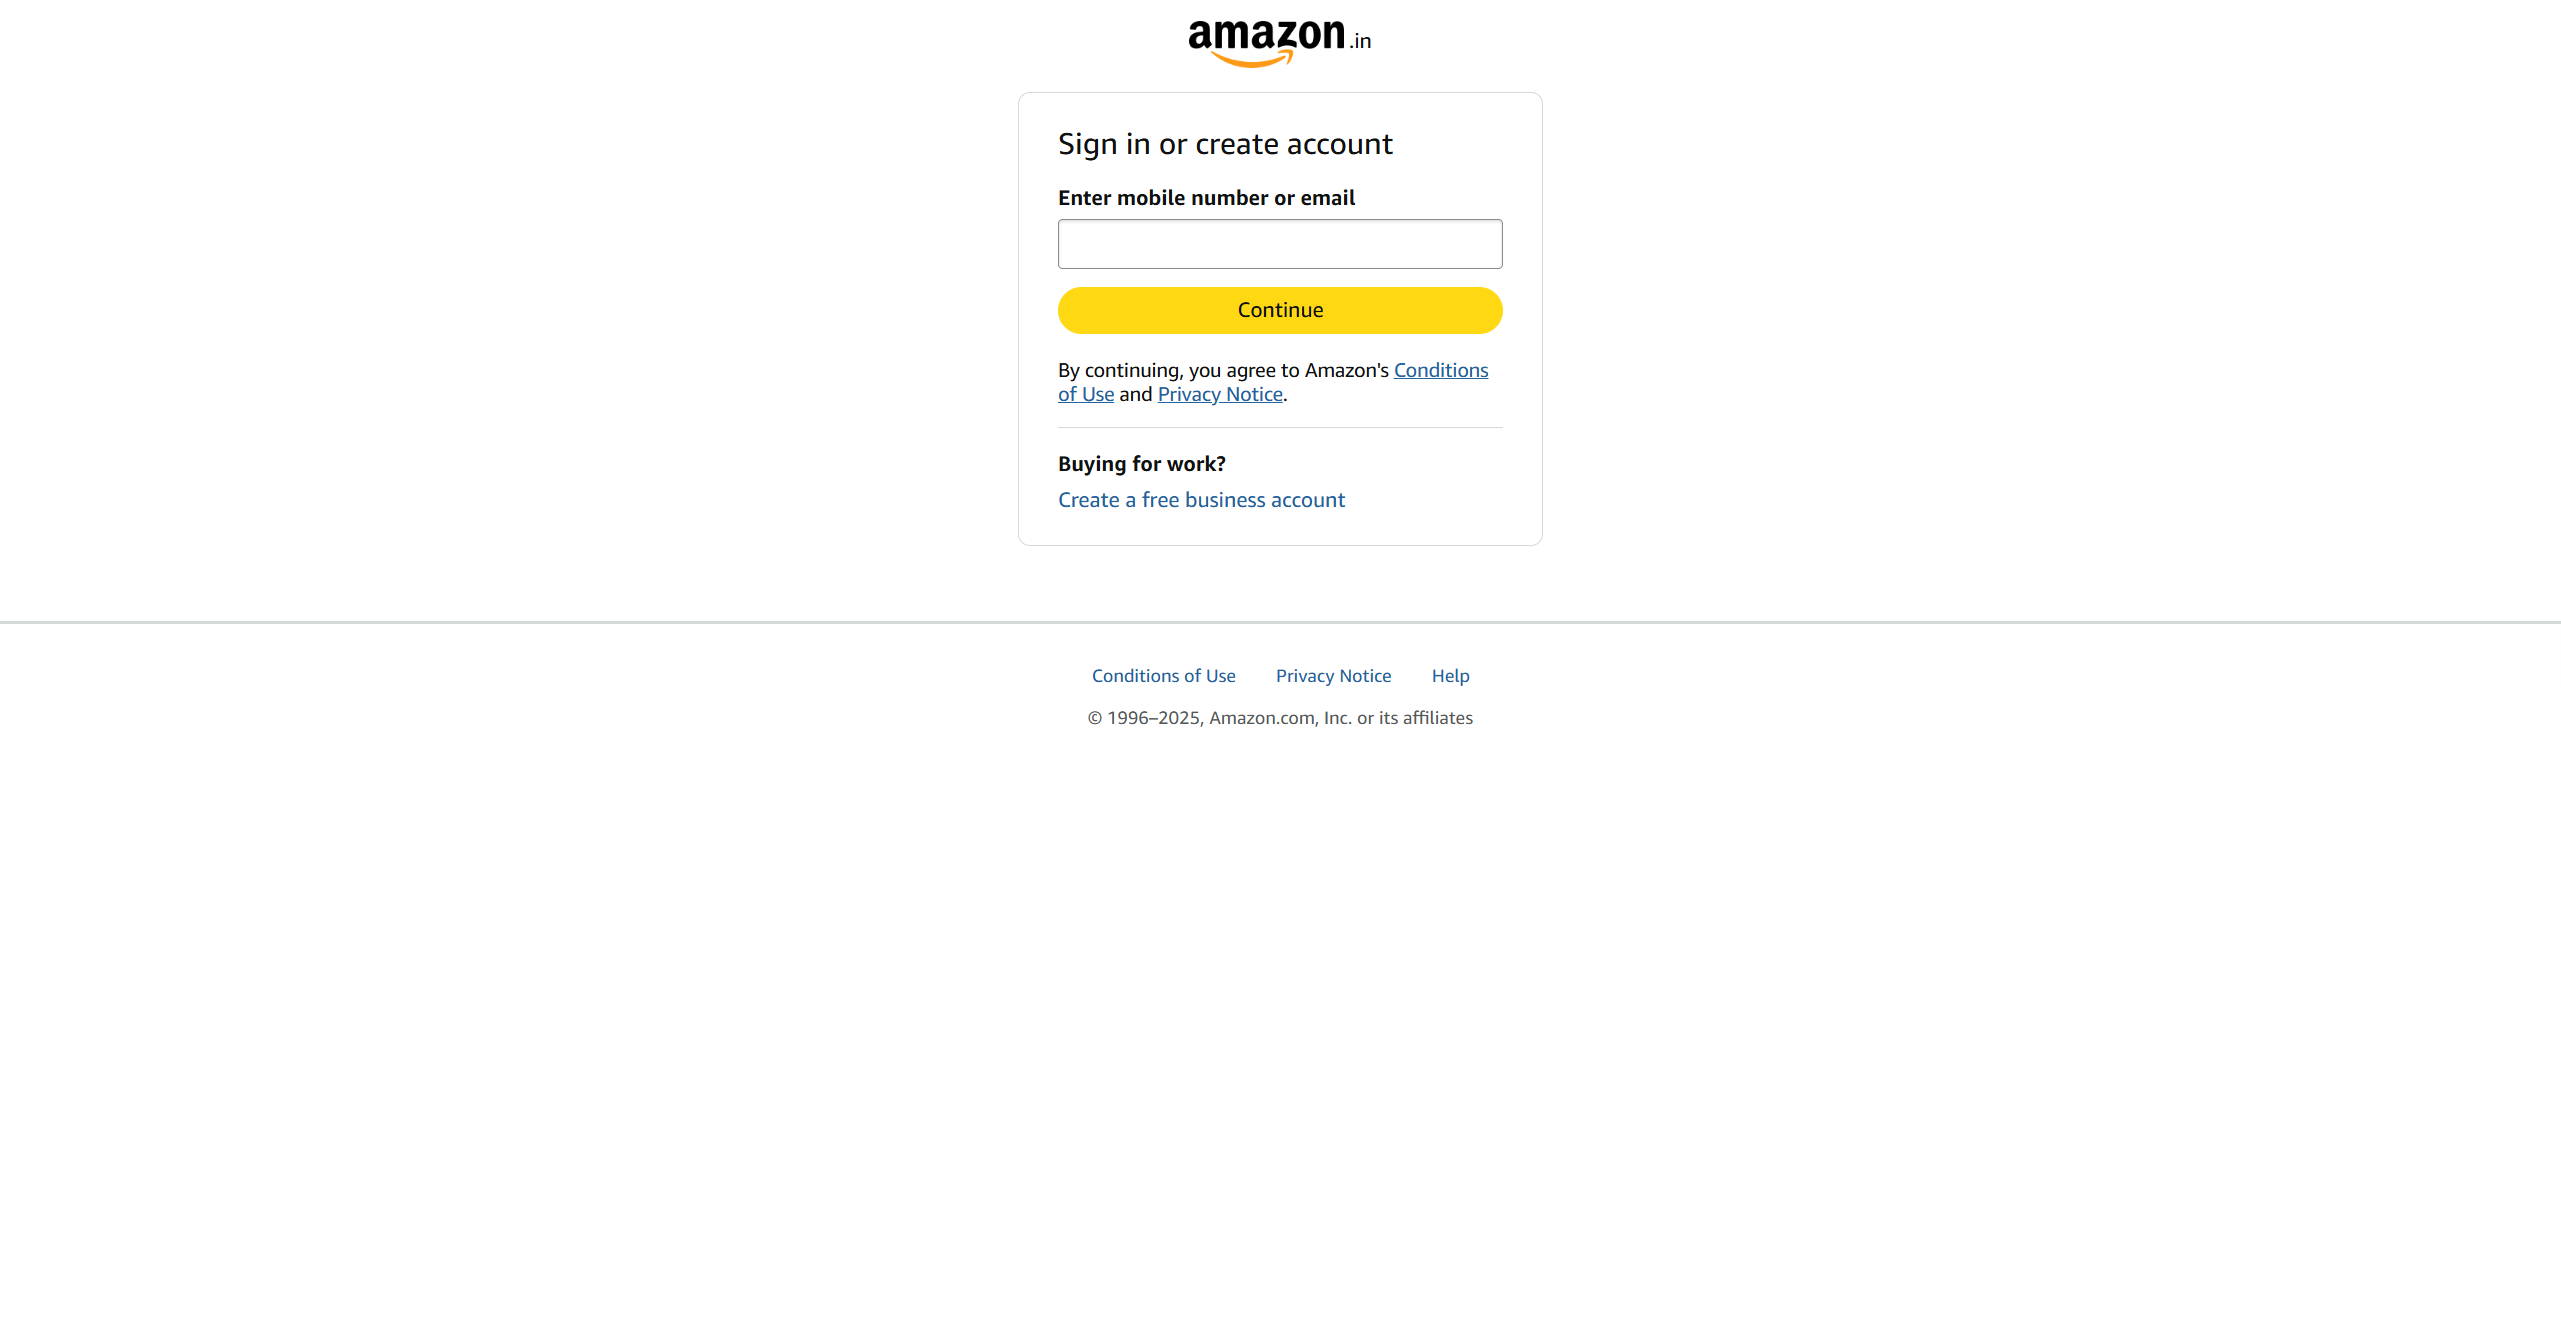 amazon.in
Sign in or create account
Enter mobile number or email
Continue
By continuing, you agree to Amazon's Conditions
of Use and Privacy Notice.
Buying for work?
Create a free business account
Conditions of Use Privacy Notice Help
© 1996–2025, Amazon.com, Inc. or its affiliates